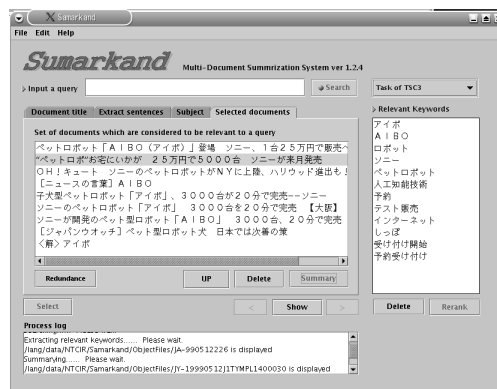 Sumarkand
File Edit Help
Sumarkand
Multi-Document Summrization System ver 1.2.4
Input a query
Search
Task of TSC3
Document title Extract sentences Subject Selected documents
Relevant Keywords
Set of documents which are considered to be relevant to a query
ペットロボット「ＡＩＢＯ（アイボ）」登場 ソニー、１台２５万円で販売へ
“ペットロボ”お宅にいかが ２５万円で５０００台 ソニーが来月発売
ＯＨ！キュート ソニーのペットロボットがＮＹに上陸、ハリウッド進出も！
［ニュースの言葉］ＡＩＢＯ
子犬型ペットロボット「アイボ」、３０００台が２０分で完売－－ソニー
ソニーのペットロボット「アイボ」 ３０００台を２０分で完売 【大阪】
ソニーが開発のペット型ロボット「ＡＩＢＯ」 ３０００台、２０分で完売
［ジャパンウオッチ］ペット型ロボット犬 日本では次善の策
〈解〉アイボ
アイボ
ＡＩＢＯ
ロボット
ソニー
ペットロボット
人工知能技術
予約
テスト販売
インターネット
しっぽ
受け付け開始
予約受け付け
Redundance UP Delete Summary
Select < Show > Delete Rerank
Process log
Extracting relevant keywords...... Please wait.
/lang/data/NTCIR/Samarkand/ObjectFiles/JA-990512226 is displayed
Summarying...... Please wait.
/lang/data/NTCIR/Samarkand/ObjectFiles/JY-19990512J1TYMPL1400030 is displayed